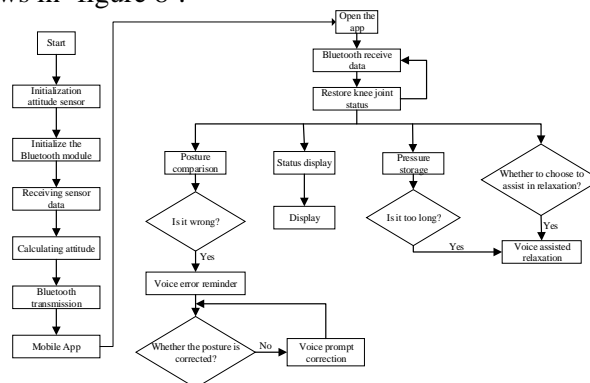 ws in "figure 8".
Start
Initialization
attitude sensor
Initialize the
Bluetooth module
Receiving sensor
data
Calculating attitude
Bluetooth
transmission
Mobile App
Open the
app
Bluetooth receive
data
Restore knee joint
status
Posture
comparison
Is it wrong?
Yes
Voice error reminder
Whether the posture is
corrected?
No
Voice prompt
correction
Status display
Display
Pressure
storage
Is it too long?
Yes
Whether to choose to
assist in relaxation?
Yes
Voice assisted
relaxation